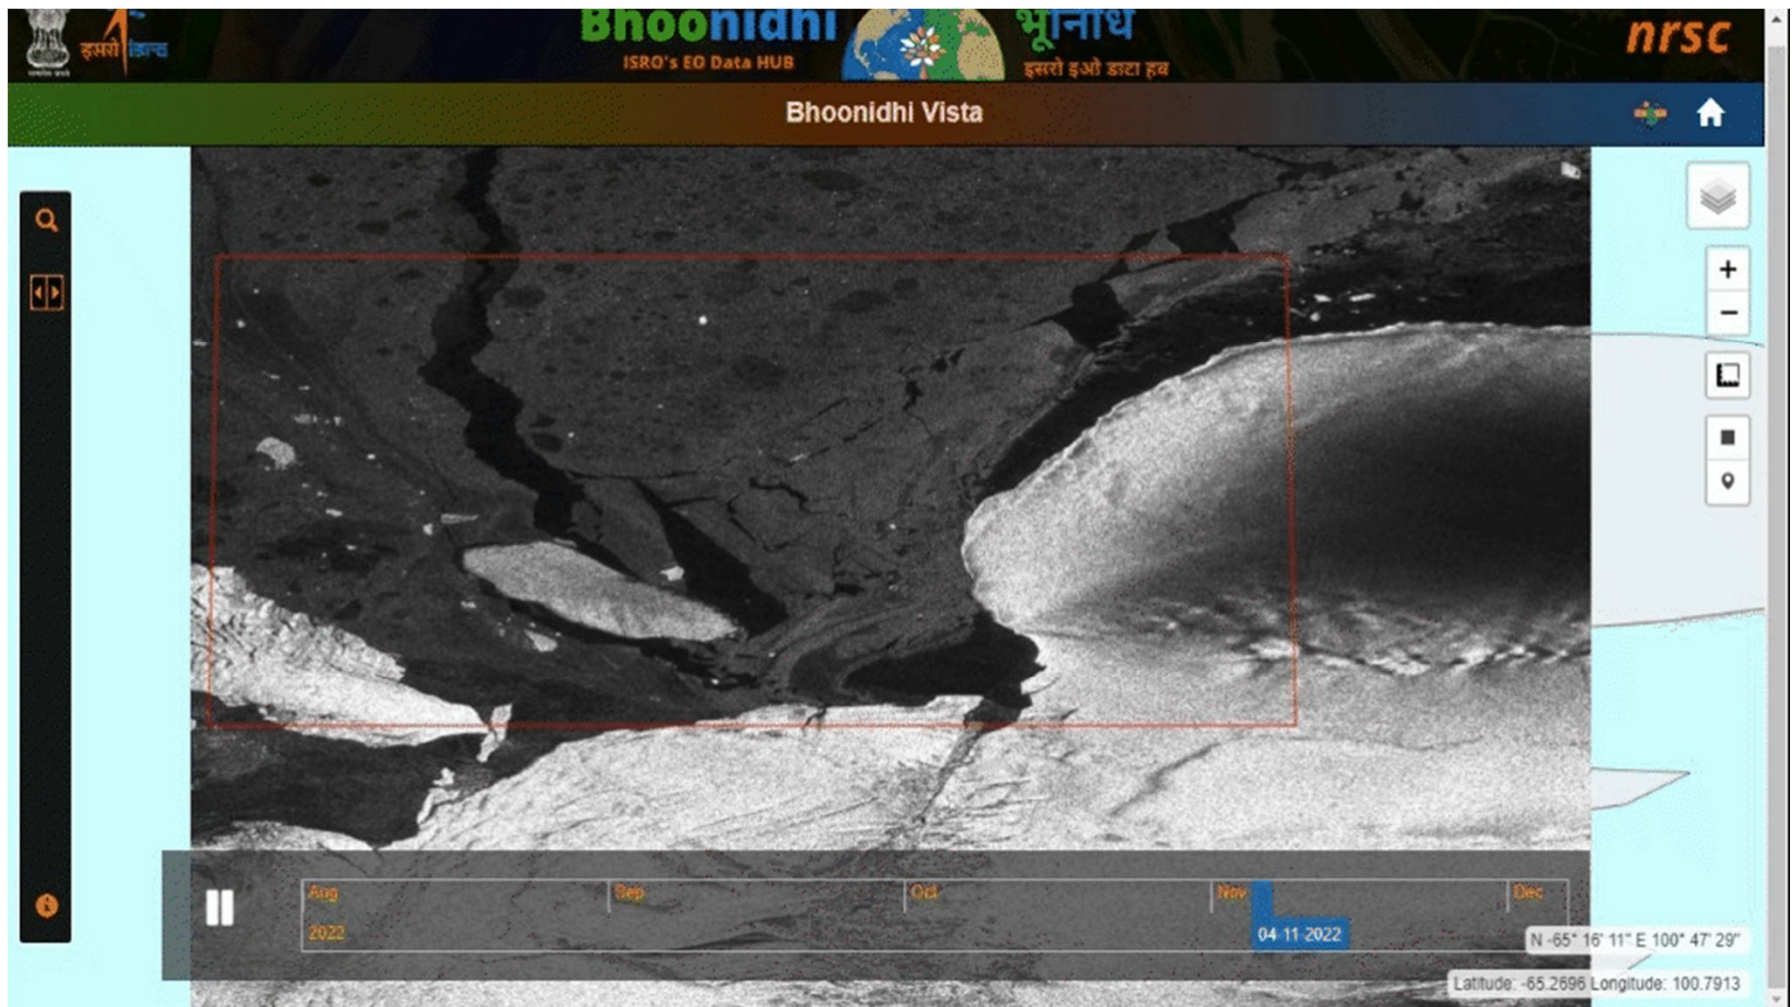 Bhoonidhi
भूनिधि
nrsc
इसरो
ISRO's EO Data HUB
इसरो इओ डाटा हब
Bhoonidhi Vista
Aug
Sep
Oct
Nov
Dec
2022
04-11-2022
N -65° 16' 11" E 100° 47' 29"
Latitude: -65.2696 Longitude: 100.7913